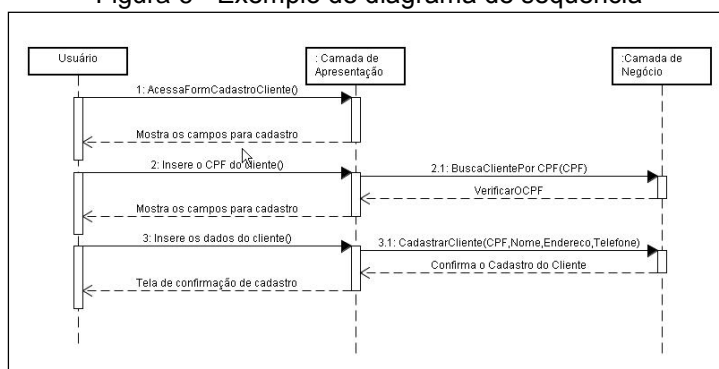 Figura 3 - Exemplo de diagrama de sequência
Usuário
: Camada de
Apresentação
:Camada de
Negócio
1: AcessaFormCadastroCliente()
Mostra os campos para cadastro
2: Insere o CPF do cliente()
2.1: BuscaClientePor CPF(CPF)
VerificarOCPF
Mostra os campos para cadastro
3: Insere os dados do cliente()
3.1: CadastrarCliente(CPF,Nome,Endereco,Telefone)
Confirma o Cadastro do Cliente
Tela de confirmação de cadastro